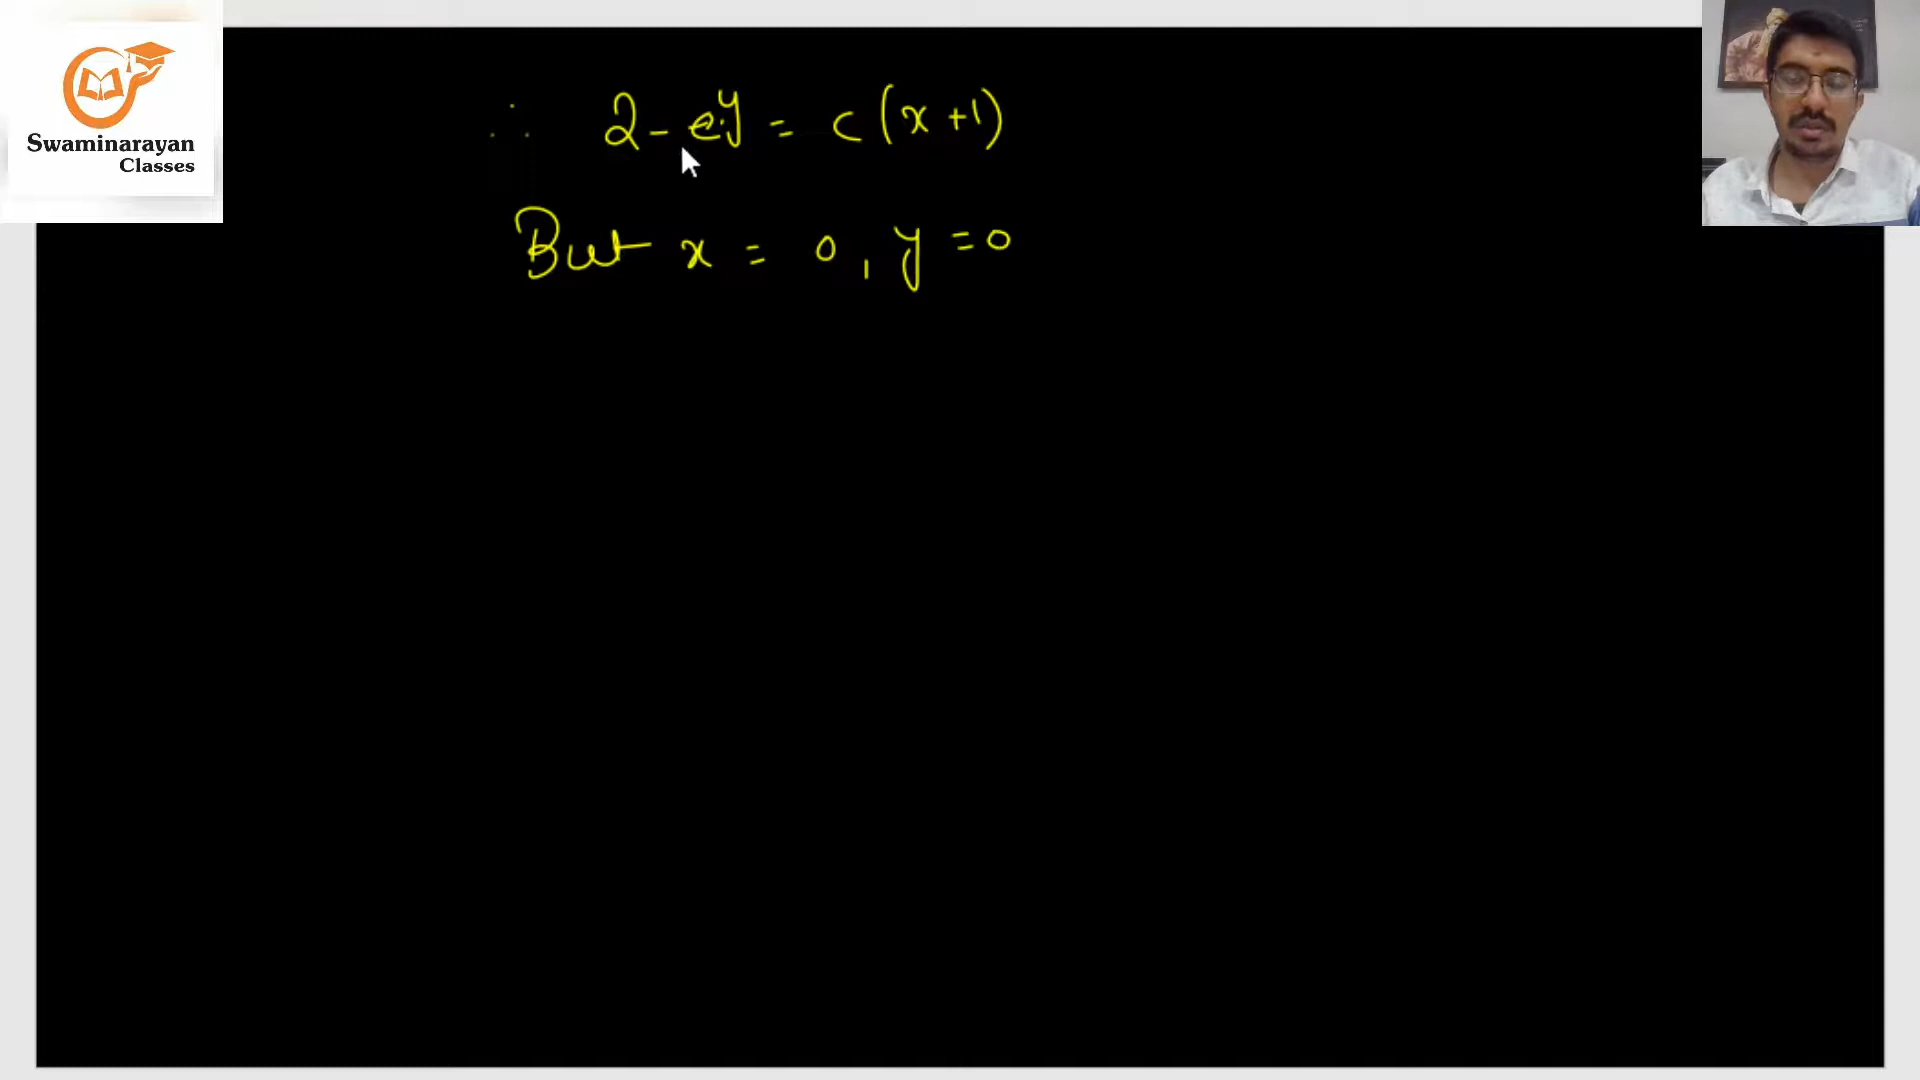 Swaminarayan
Classes
∴ 2 - e^y = c (x + 1)
But x = 0, y = 0